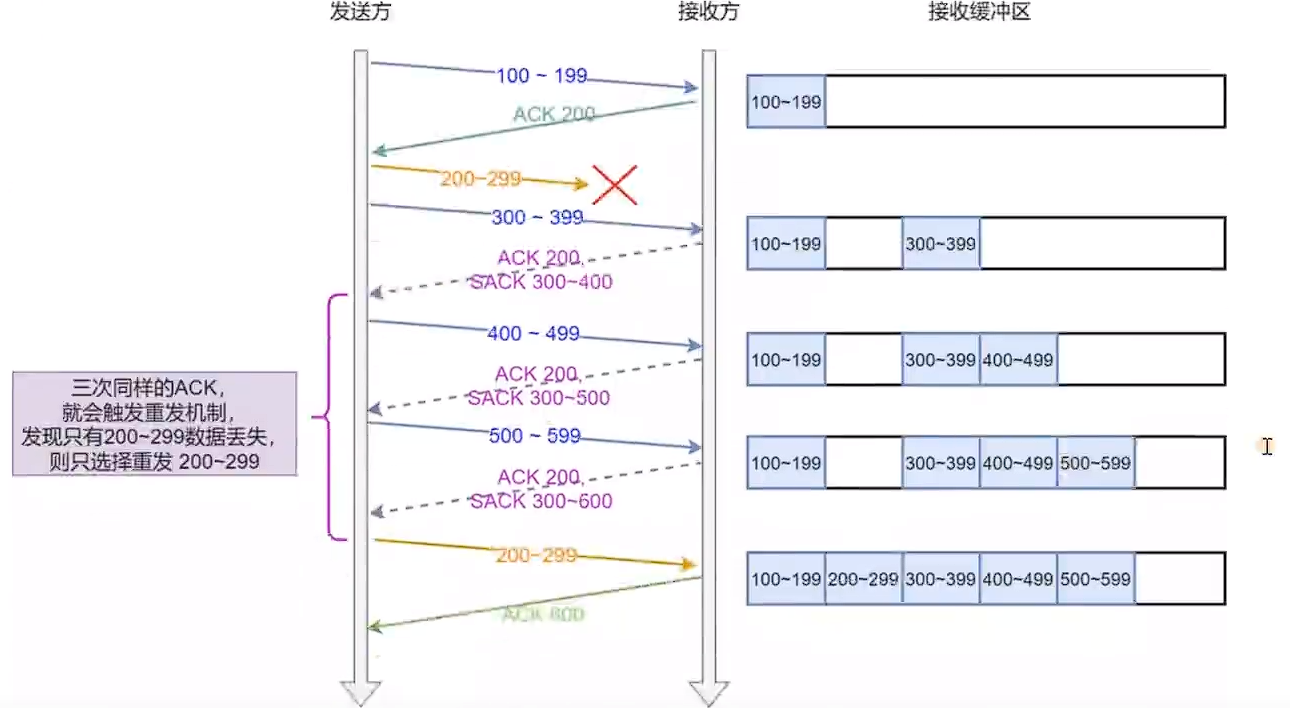 发送方
接收方
接收缓冲区
100 ~ 199
100~199
ACK 200
200~299
300 ~ 399
100~199 300~399
ACK 200,
SACK 300~400
400 ~ 499
100~199 300~399 400~499
ACK 200,
SACK 300~500
三次同样的ACK,
就会触发重发机制,
发现只有200~299数据丢失,
则只选择重发 200~299
500 ~ 599
100~199 300~399 400~499 500~599
ACK 200,
SACK 300~600
200~299
100~199 200~299 300~399 400~499 500~599
ACK 600